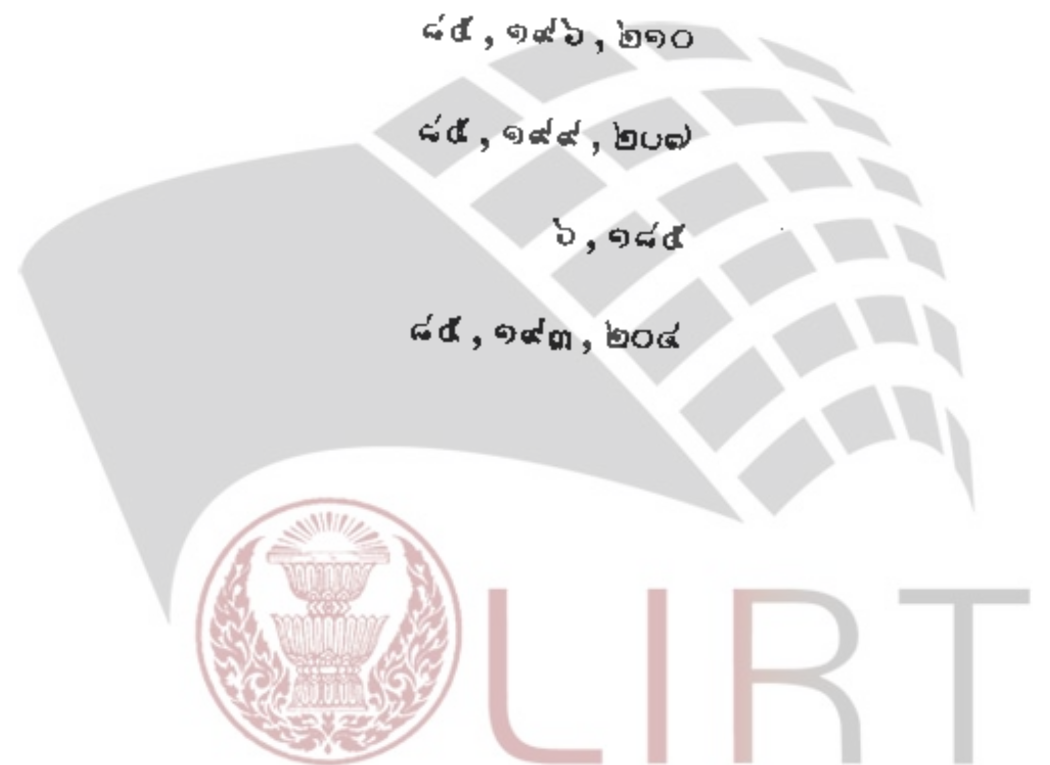 ๘๕ , ๑๙๖ , ๒๑๐
๘๕ , ๑๙๙ , ๒๐๗
๖ , ๑๘๕
๘๕ , ๑๙๓ , ๒๐๔
LIRT